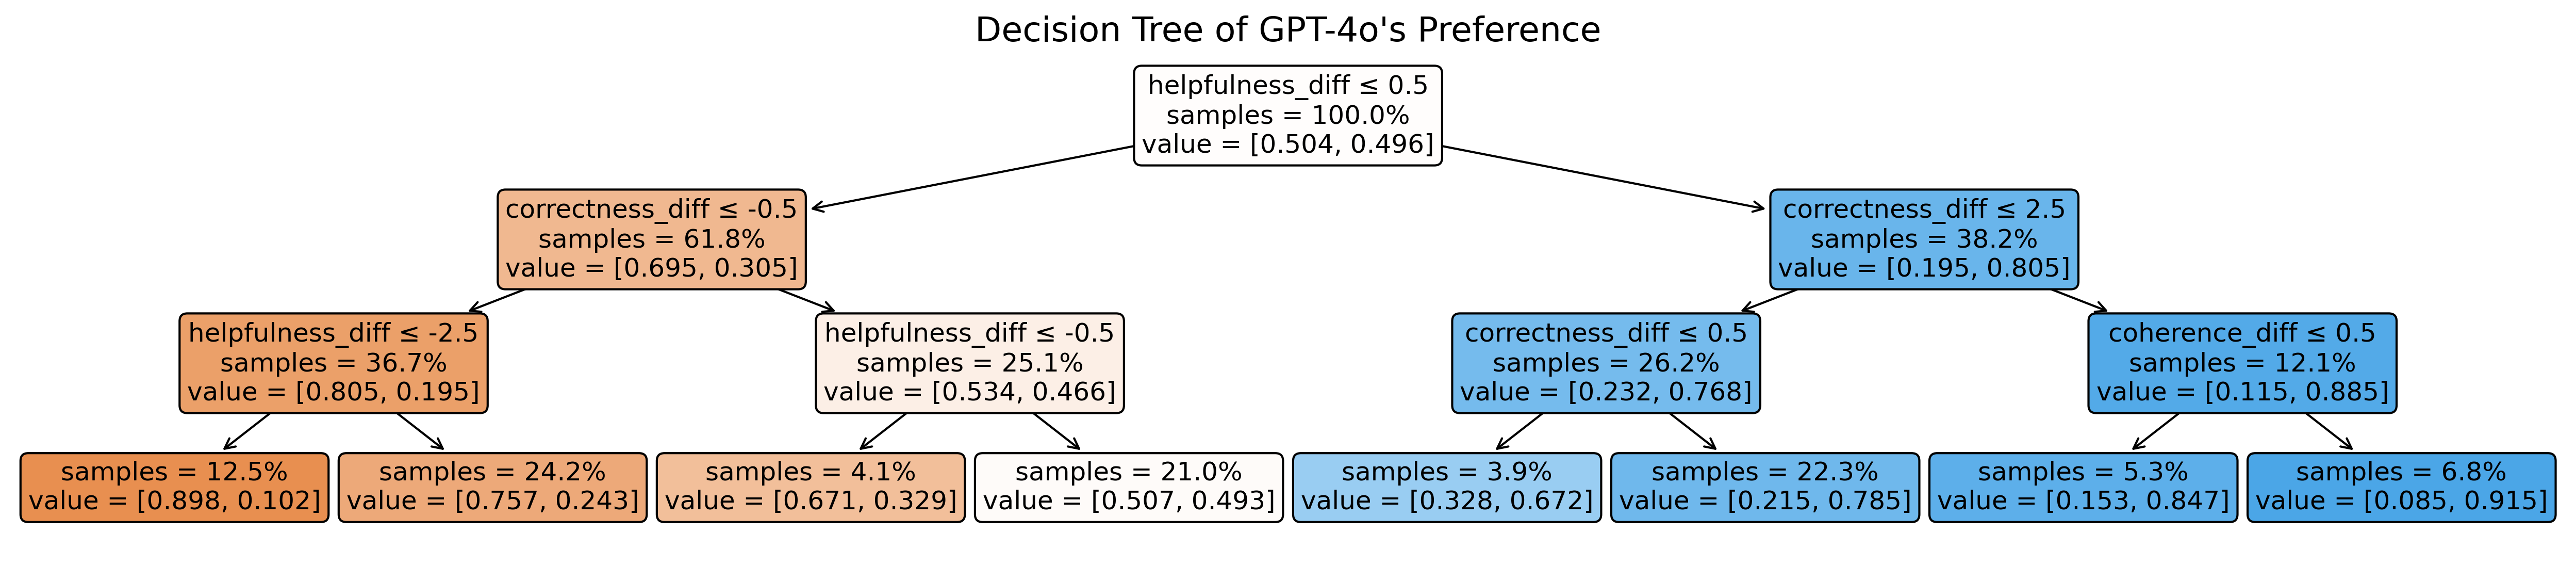 Decision Tree of GPT-4o's Preference
helpfulness_diff ≤ 0.5
samples = 100.0%
value = [0.504, 0.496]
correctness_diff ≤ -0.5
samples = 61.8%
value = [0.695, 0.305]
correctness_diff ≤ 2.5
samples = 38.2%
value = [0.195, 0.805]
helpfulness_diff ≤ -2.5
samples = 36.7%
value = [0.805, 0.195]
helpfulness_diff ≤ -0.5
samples = 25.1%
value = [0.534, 0.466]
correctness_diff ≤ 0.5
samples = 26.2%
value = [0.232, 0.768]
coherence_diff ≤ 0.5
samples = 12.1%
value = [0.115, 0.885]
samples = 12.5%
value = [0.898, 0.102]
samples = 24.2%
value = [0.757, 0.243]
samples = 4.1%
value = [0.671, 0.329]
samples = 21.0%
value = [0.507, 0.493]
samples = 3.9%
value = [0.328, 0.672]
samples = 22.3%
value = [0.215, 0.785]
samples = 5.3%
value = [0.153, 0.847]
samples = 6.8%
value = [0.085, 0.915]